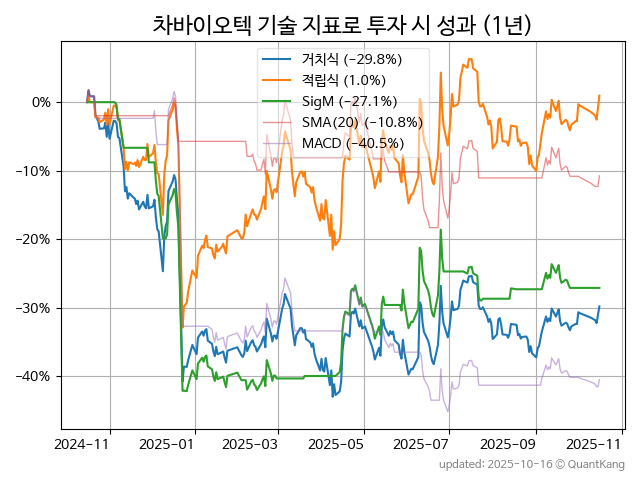 차바이오텍 기술 지표로 투자 시 성과 (1년)
거치식 (−29.8%)
적립식 (1.0%)
SigM (−27.1%)
SMA(20) (−10.8%)
MACD (−40.5%)
0%
−10%
−20%
−30%
−40%
2024-11 2025-01 2025-03 2025-05 2025-07 2025-09 2025-11
updated: 2025-10-16 © QuantKang